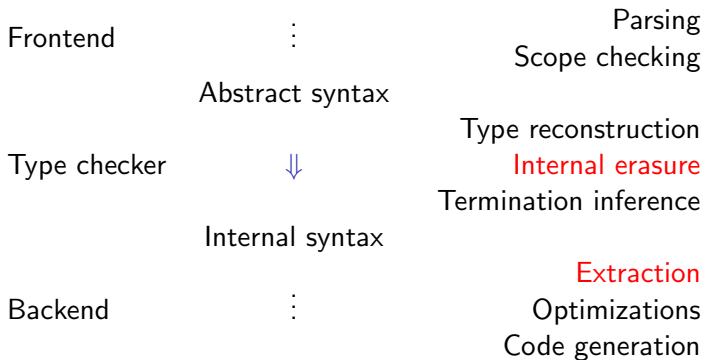 Parsing
Frontend ⋮
Scope checking
Abstract syntax
Type reconstruction
Type checker ⇓ Internal erasure
Termination inference
Internal syntax
Extraction
Backend ⋮ Optimizations
Code generation